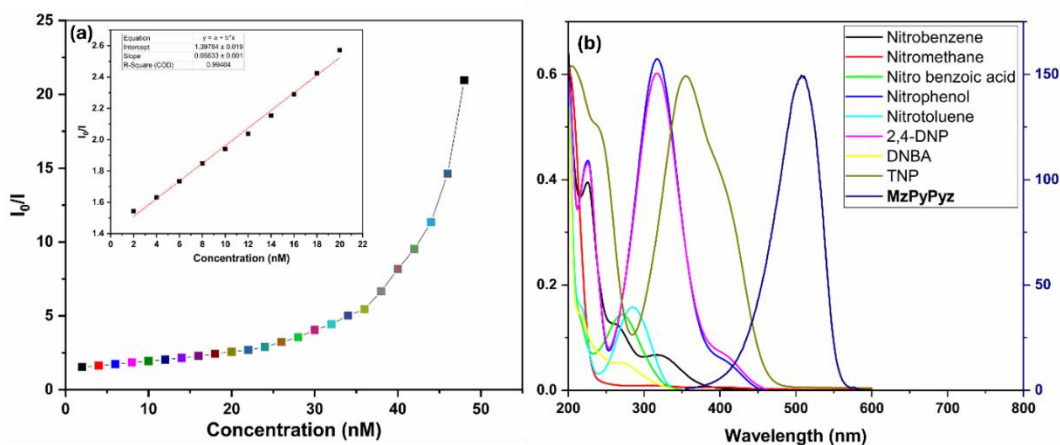 (a)
Equation y = a + b*x
Intercept 1.39784 ± 0.019
Slope 0.05633 ± 0.001
R-Square (COD) 0.99404
2.6
2.4
2.2
2.0
1.8
1.6
1.4
I0/I
0 2 4 6 8 10 12 14 16 18 20 22
Concentration (nM)
25
20
15
10
5
0
I0/I
0 10 20 30 40 50
Concentration (nM)
(b)
Nitrobenzene
Nitromethane
Nitro benzoic acid
Nitrophenol
Nitrotoluene
2,4-DNP
DNBA
TNP
MzPyPyz
0.6
0.4
0.2
0.0
150
100
50
0
200 300 400 500 600 700 800
Wavelength (nm)